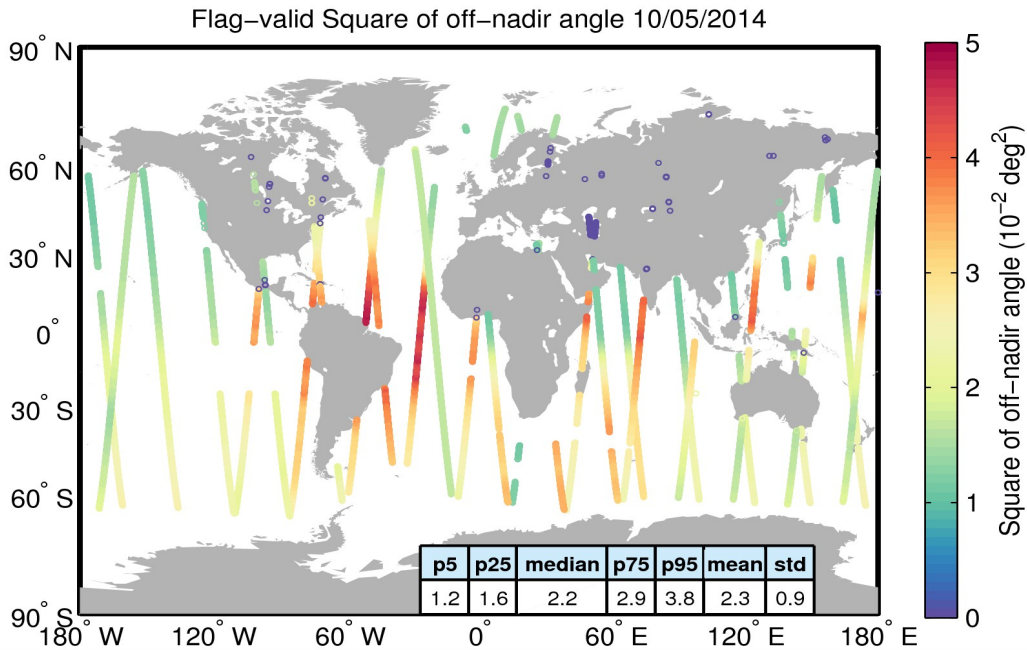 Flag−valid Square of off−nadir angle 10/05/2014
90° N
60° N
30° N
0°
30° S
60° S
90° S
180° W
120° W
60° W
0°
60° E
120° E
180° E
p5 p25 median p75 p95 mean std
1.2 1.6 2.2 2.9 3.8 2.3 0.9
5
4
3
2
1
0
Square of off−nadir angle (10⁻² deg²)